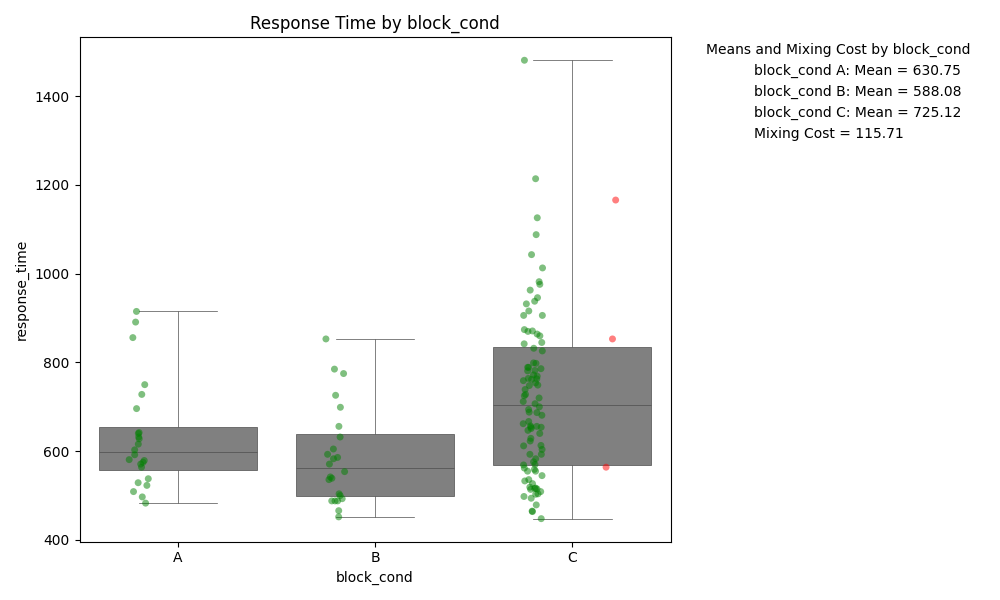 Response Time by block_cond
Means and Mixing Cost by block_cond
block_cond A: Mean = 630.75
block_cond B: Mean = 588.08
block_cond C: Mean = 725.12
Mixing Cost = 115.71
response_time
1400
1200
1000
800
600
400
A B C
block_cond